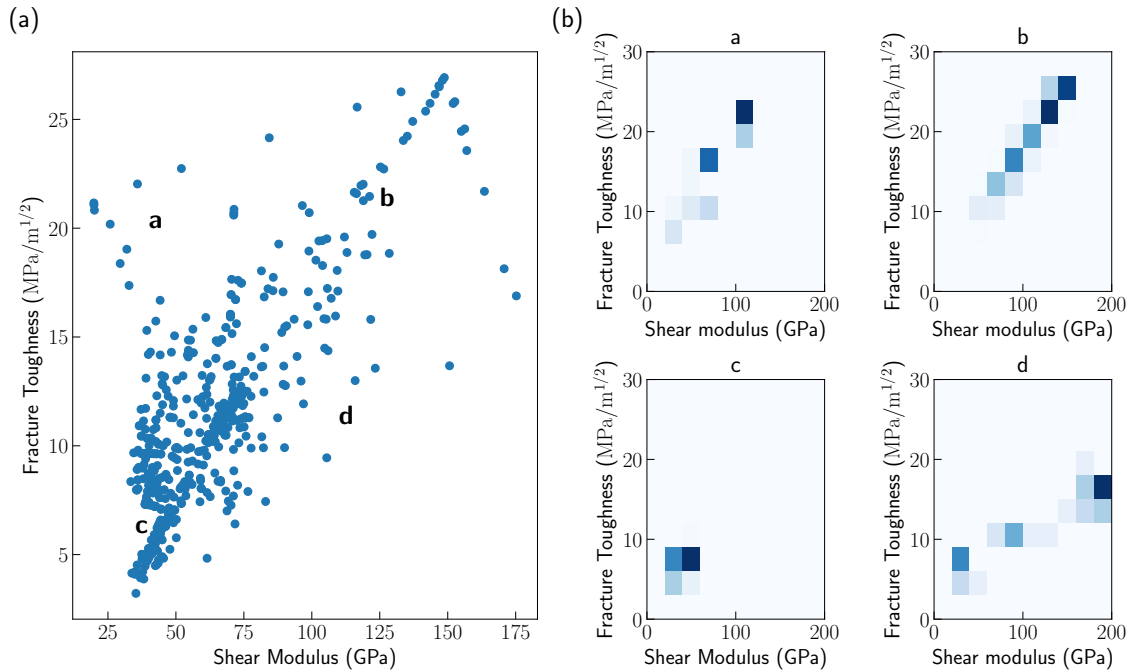 (a)
Fracture Toughness (MPa/m^{1/2})
25
20
15
10
5
a
b
c
d
25 50 75 100 125 150 175
Shear Modulus (GPa)
(b)
a
Fracture Toughness (MPa/m^{1/2})
30
20
10
0
0 100 200
Shear modulus (GPa)
b
Fracture Toughness (MPa/m^{1/2})
30
20
10
0
0 100 200
Shear modulus (GPa)
c
Fracture Toughness (MPa/m^{1/2})
30
20
10
0
0 100 200
Shear Modulus (GPa)
d
Fracture Toughness (MPa/m^{1/2})
30
20
10
0
0 100 200
Shear modulus (GPa)